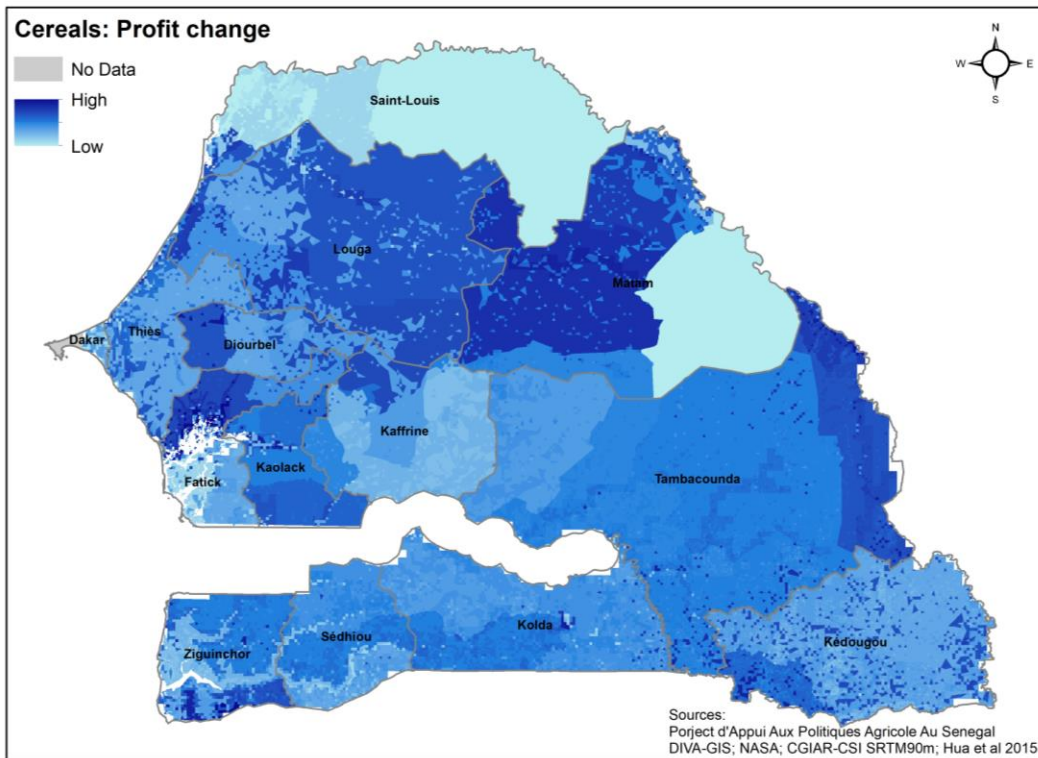 Cereals: Profit change
No Data
High
Low
N
W
E
S
Saint-Louis
Louga
Matam
Dakar
Thiès
Diourbel
Kaffrine
Fatick
Kaolack
Tambacounda
Ziguinchor
Sédhiou
Kolda
Kédougou
Sources:
Porject d'Appui Aux Politiques Agricole Au Senegal
DIVA-GIS; NASA; CGIAR-CSI SRTM90m; Hua et al 2015